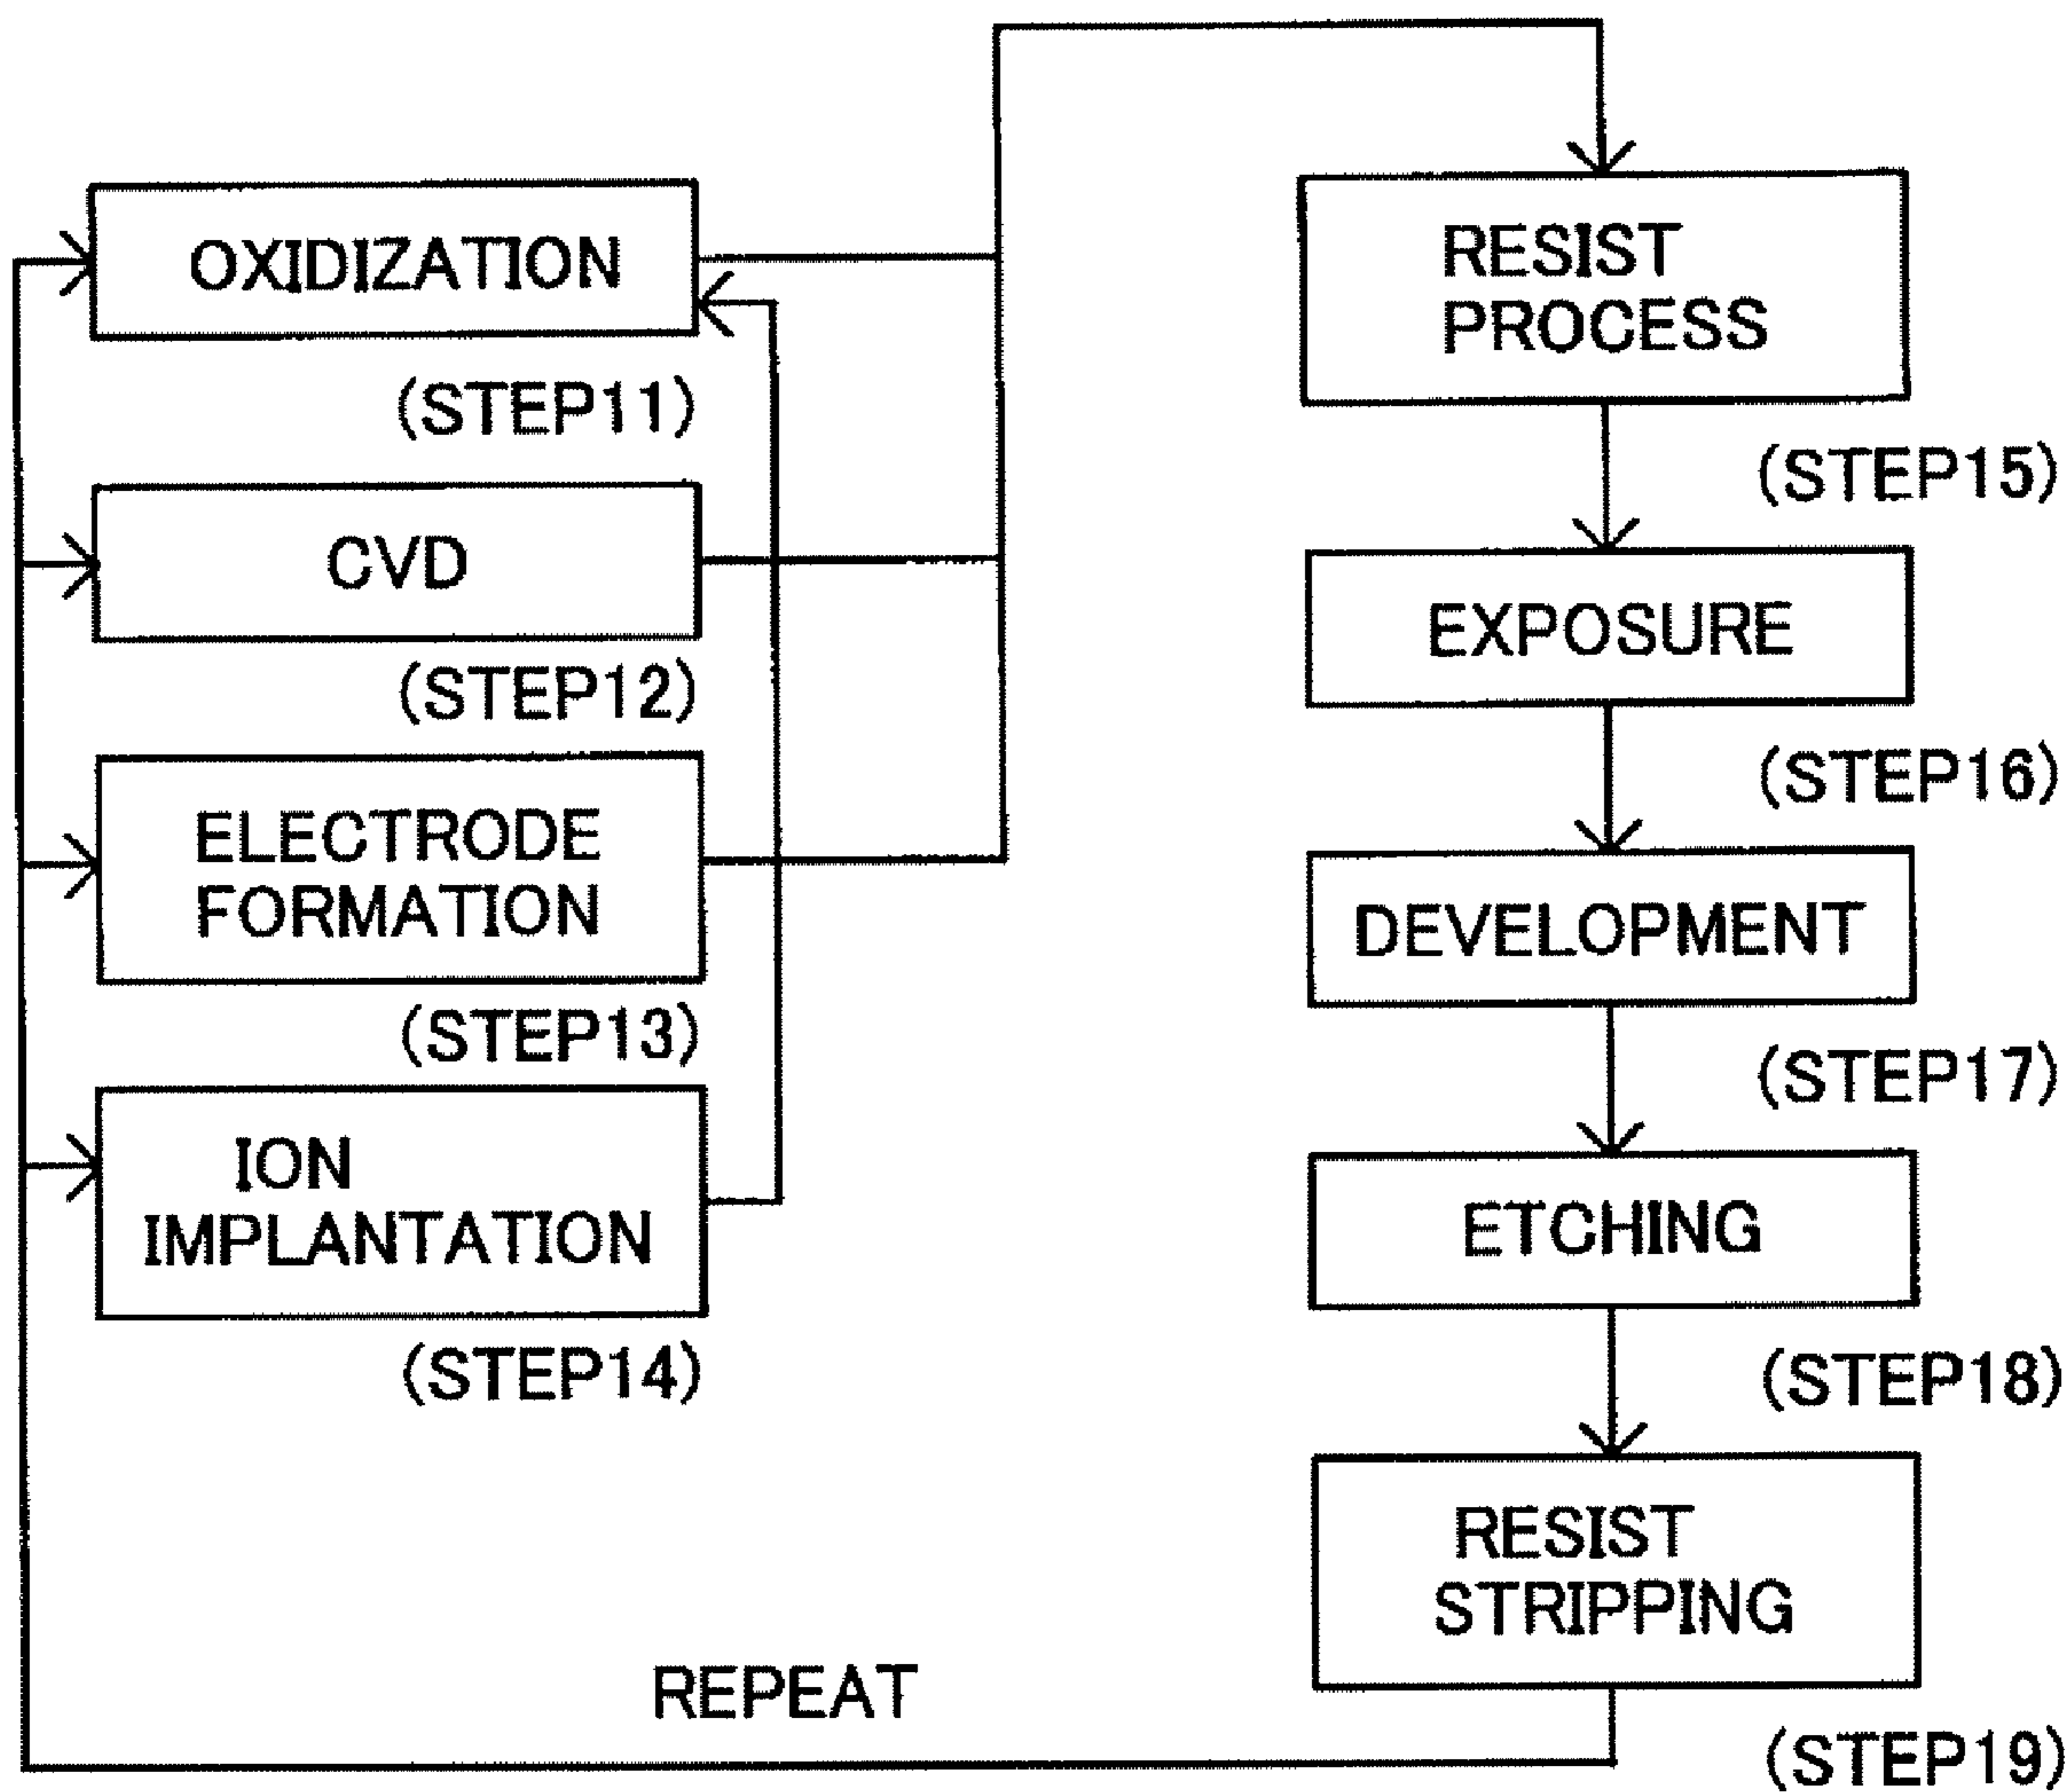 OXIDIZATION
(STEP11)
CVD
(STEP12)
ELECTRODE
FORMATION
(STEP13)
ION
IMPLANTATION
(STEP14)
RESIST
PROCESS
(STEP15)
EXPOSURE
(STEP16)
DEVELOPMENT
(STEP17)
ETCHING
(STEP18)
RESIST
STRIPPING
(STEP19)
REPEAT